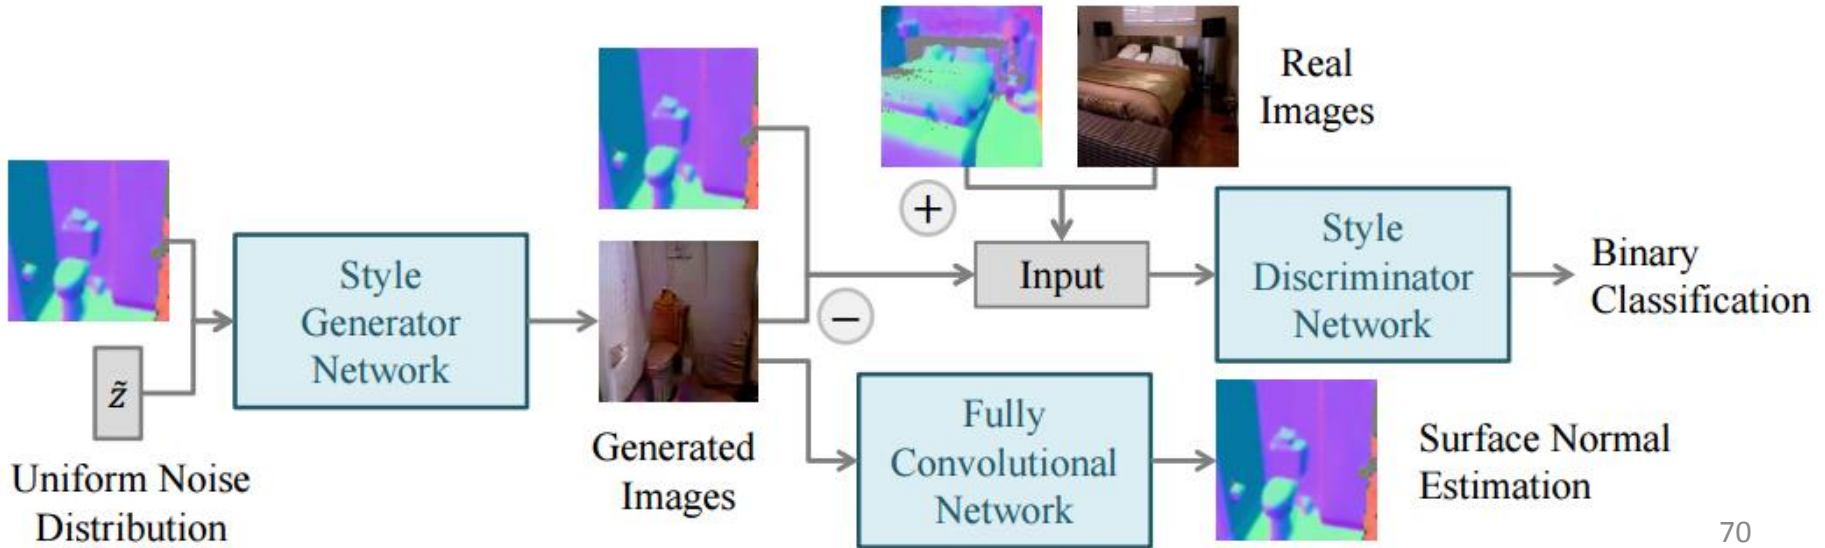 z̃
Uniform Noise
Distribution
Style
Generator
Network
Generated
Images
+
−
Real
Images
Input
Style
Discriminator
Network
Binary
Classification
Fully
Convolutional
Network
Surface Normal
Estimation
70